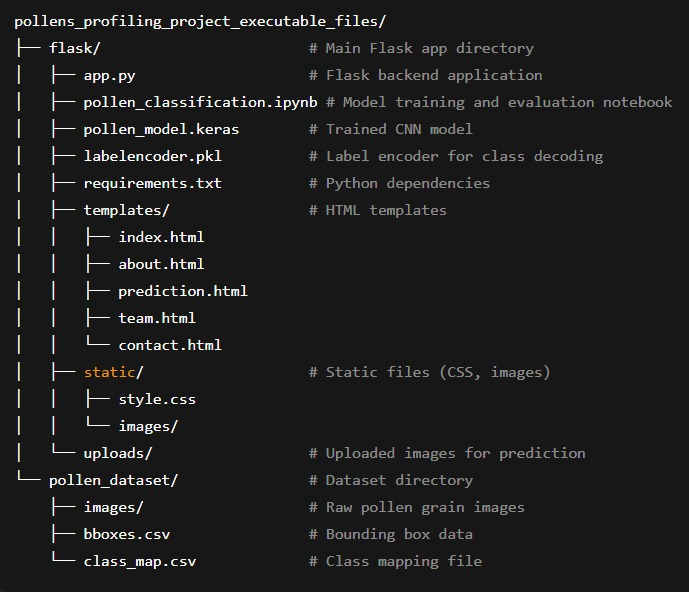 pollens_profiling_project_executable_files/
├── flask/                        # Main Flask app directory
│   ├── app.py                    # Flask backend application
│   ├── pollen_classification.ipynb # Model training and evaluation notebook
│   ├── pollen_model.keras        # Trained CNN model
│   ├── labelencoder.pkl          # Label encoder for class decoding
│   ├── requirements.txt          # Python dependencies
│   ├── templates/                # HTML templates
│   │   ├── index.html
│   │   ├── about.html
│   │   ├── prediction.html
│   │   ├── team.html
│   │   └── contact.html
│   ├── static/                   # Static files (CSS, images)
│   │   ├── style.css
│   │   └── images/
│   └── uploads/                  # Uploaded images for prediction
└── pollen_dataset/               # Dataset directory
    ├── images/                   # Raw pollen grain images
    ├── bboxes.csv                # Bounding box data
    └── class_map.csv             # Class mapping file